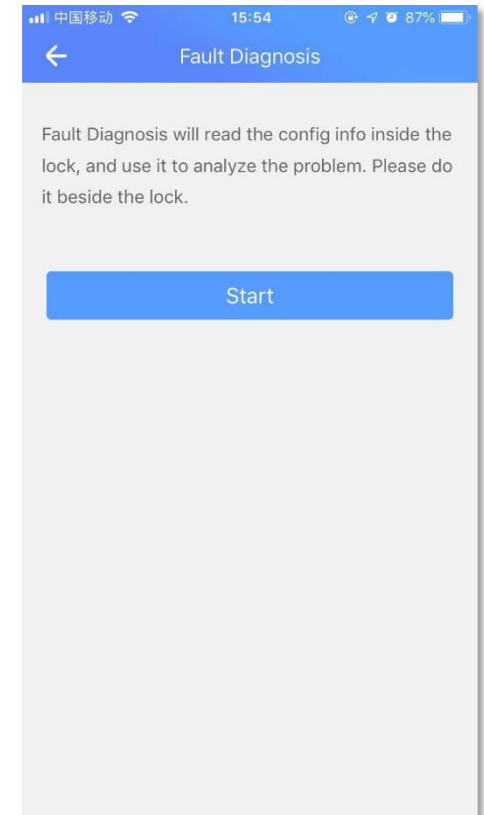 中国移动 15:54 87%
Fault Diagnosis
Fault Diagnosis will read the config info inside the
lock, and use it to analyze the problem. Please do
it beside the lock.
Start